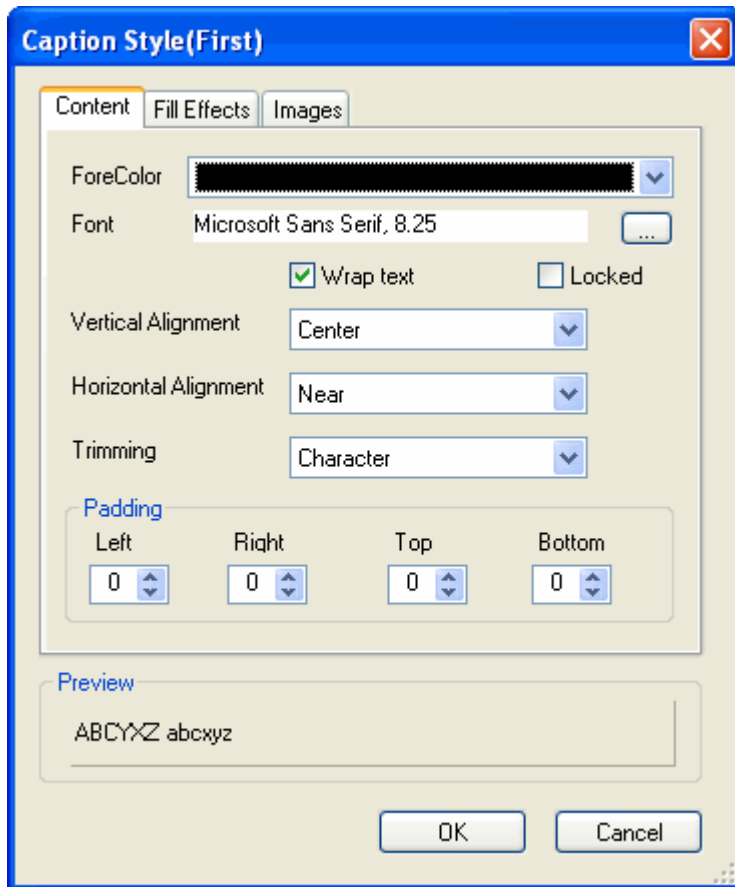 Caption Style(First)
Content Fill Effects Images
ForeColor
Font Microsoft Sans Serif, 8.25 ...
Wrap text Locked
Vertical Alignment Center
Horizontal Alignment Near
Trimming Character
Padding
Left Right Top Bottom
0 0 0 0
Preview
ABCYXZ abcxyz
OK Cancel